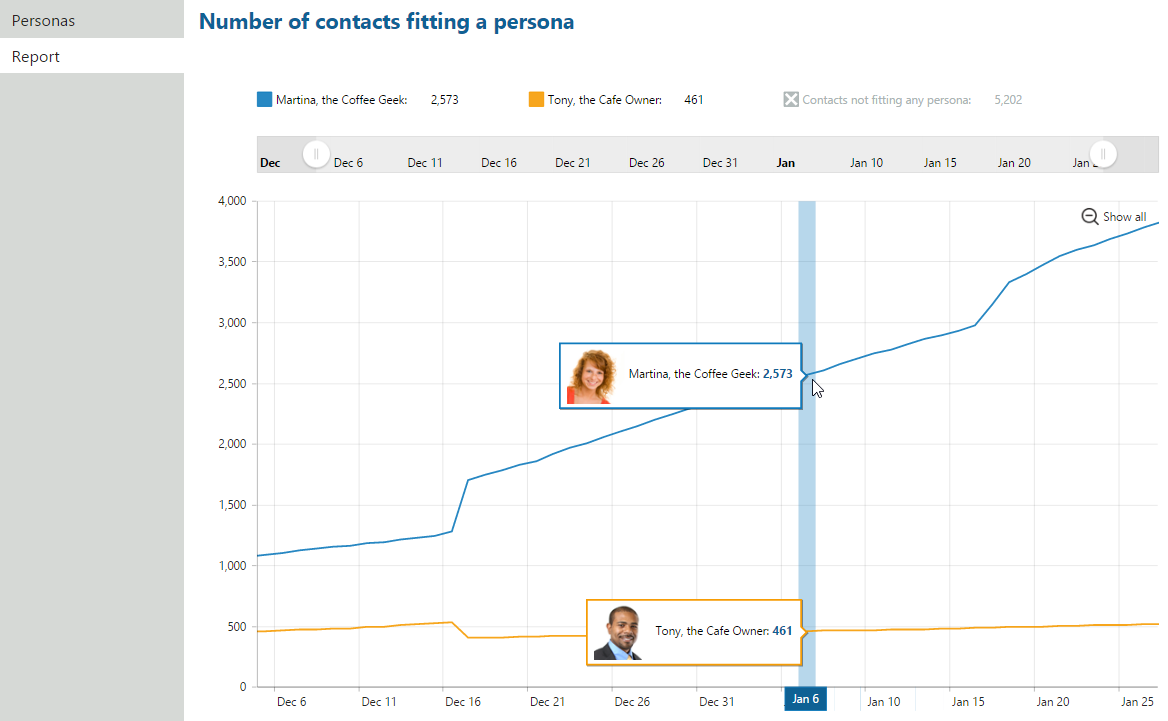 Personas
Report
Number of contacts fitting a persona
Martina, the Coffee Geek: 2,573
Tony, the Cafe Owner: 461
Contacts not fitting any persona: 5,202
Dec Dec 6 Dec 11 Dec 16 Dec 21 Dec 26 Dec 31 Jan Jan 10 Jan 15 Jan 20 Jan
Show all
4,000
3,500
3,000
2,500
2,000
1,500
1,000
500
0
Martina, the Coffee Geek: 2,573
Tony, the Cafe Owner: 461
Dec 6 Dec 11 Dec 16 Dec 21 Dec 26 Dec 31 Jan 6 Jan 10 Jan 15 Jan 20 Jan 25